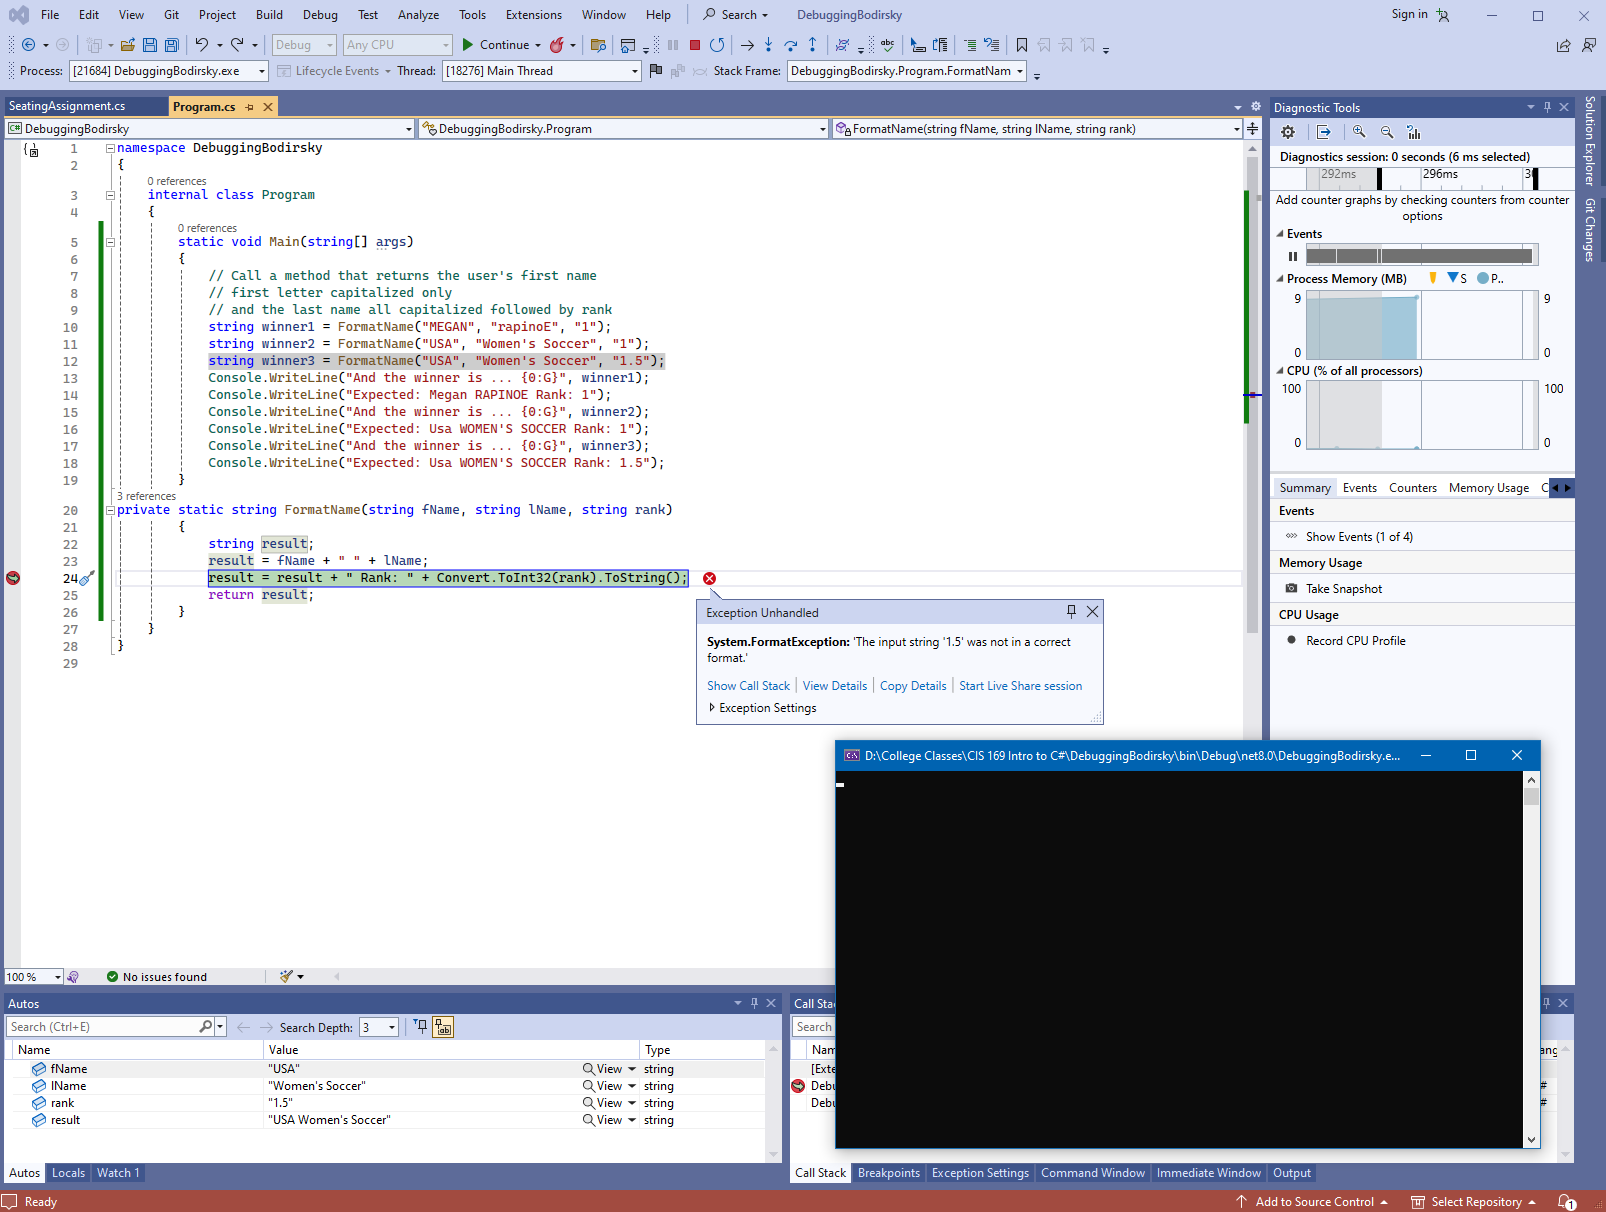 File Edit View Git Project Build Debug Test Analyze Tools Extensions Window Help Search DebuggingBodirsky Sign in
Debug Any CPU Continue
Process: [21684] DebuggingBodirsky.exe Lifecycle Events Thread: [18276] Main Thread Stack Frame: DebuggingBodirsky.Program.FormatNam
SeatingAssignment.cs Program.cs
DebuggingBodirsky DebuggingBodirsky.Program FormatName(string fName, string lName, string rank)
1 namespace DebuggingBodirsky
2 {
0 references
3 internal class Program
4 {
0 references
5 static void Main(string[] args)
6 {
7 // Call a method that returns the user's first name
8 // first letter capitalized only
9 // and the last name all capitalized followed by rank
10 string winner1 = FormatName("MEGAN", "rapinoE", "1");
11 string winner2 = FormatName("USA", "Women's Soccer", "1");
12 string winner3 = FormatName("USA", "Women's Soccer", "1.5");
13 Console.WriteLine("And the winner is ... {0:G}", winner1);
14 Console.WriteLine("Expected: Megan RAPINOE Rank: 1");
15 Console.WriteLine("And the winner is ... {0:G}", winner2);
16 Console.WriteLine("Expected: Usa WOMEN'S SOCCER Rank: 1");
17 Console.WriteLine("And the winner is ... {0:G}", winner3);
18 Console.WriteLine("Expected: Usa WOMEN'S SOCCER Rank: 1.5");
19 }
3 references
20 private static string FormatName(string fName, string lName, string rank)
21 {
22 string result;
23 result = fName + " " + lName;
24 result = result + " Rank: " + Convert.ToInt32(rank).ToString();
25 return result;
26 }
27 }
28 }
29
Exception Unhandled
System.FormatException: 'The input string '1.5' was not in a correct
format.'
Show Call Stack View Details Copy Details Start Live Share session
Exception Settings
D:\College Classes\CIS 169 Intro to C#\DebuggingBodirsky\bin\Debug\net8.0\DebuggingBodirsky.e...
Diagnostic Tools
Diagnostics session: 0 seconds (6 ms selected)
292ms 296ms 30
Add counter graphs by checking counters from counter
options
Events
Process Memory (MB) S P..
9 9
0 0
CPU (% of all processors)
100 100
0 0
Summary Events Counters Memory Usage C
Events
Show Events (1 of 4)
Memory Usage
Take Snapshot
CPU Usage
Record CPU Profile
Solution Explorer
Git Changes
100 % No issues found
Autos
Search (Ctrl+E) Search Depth: 3
Name Value Type
fName "USA" View string
lName "Women's Soccer" View string
rank "1.5" View string
result "USA Women's Soccer" View string
Autos Locals Watch 1
Call Sta
Search
Nam ang
[Exte
Debu #
Debu #
Call Stack Breakpoints Exception Settings Command Window Immediate Window Output
Ready Add to Source Control Select Repository 1